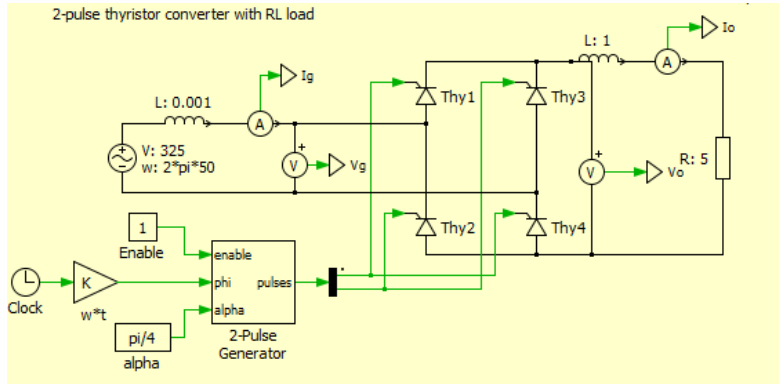 2-pulse thyristor converter with RL load
L: 1
A
Io
Ig
L: 0.001
A
Thy1
Thy3
V: 325
w: 2*pi*50
+
V
Vg
+
V
Vo
R: 5
Thy2
Thy4
1
Enable
enable
phi
pulses
alpha
K
Clock
w*t
pi/4
alpha
2-Pulse
Generator